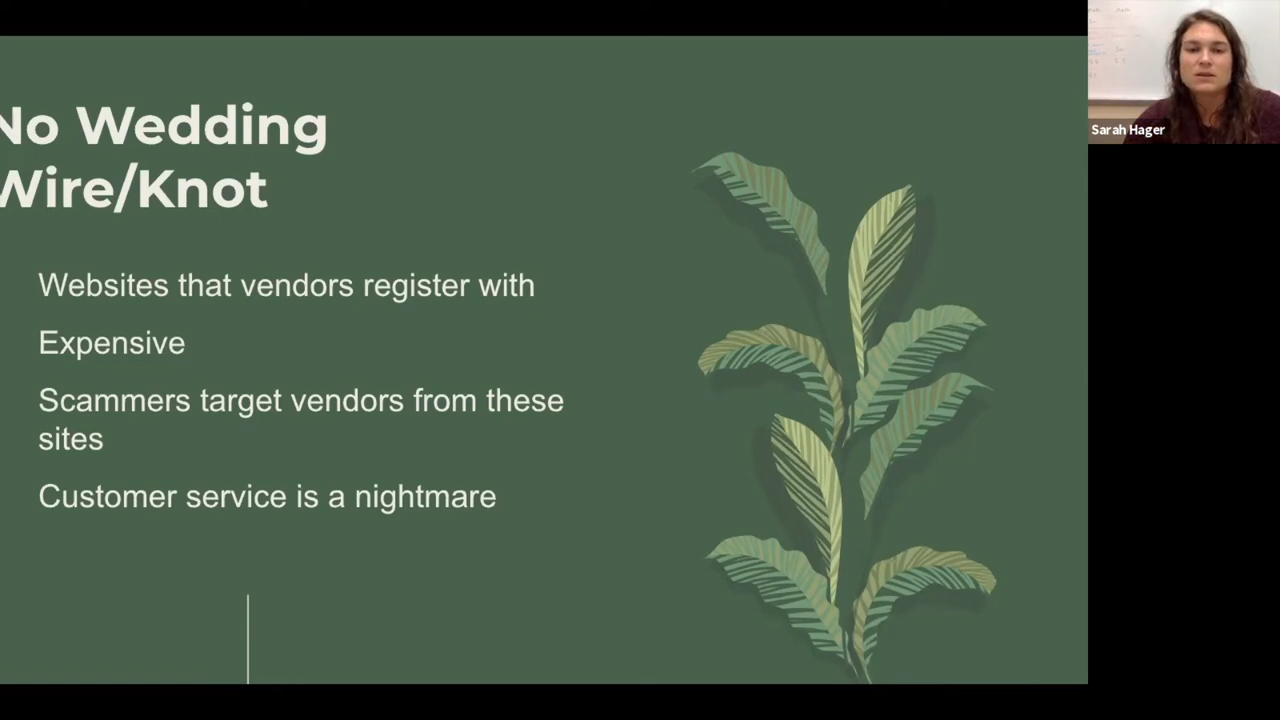 No Wedding
Wire/Knot
Websites that vendors register with
Expensive
Scammers target vendors from these
sites
Customer service is a nightmare
Sarah Hager